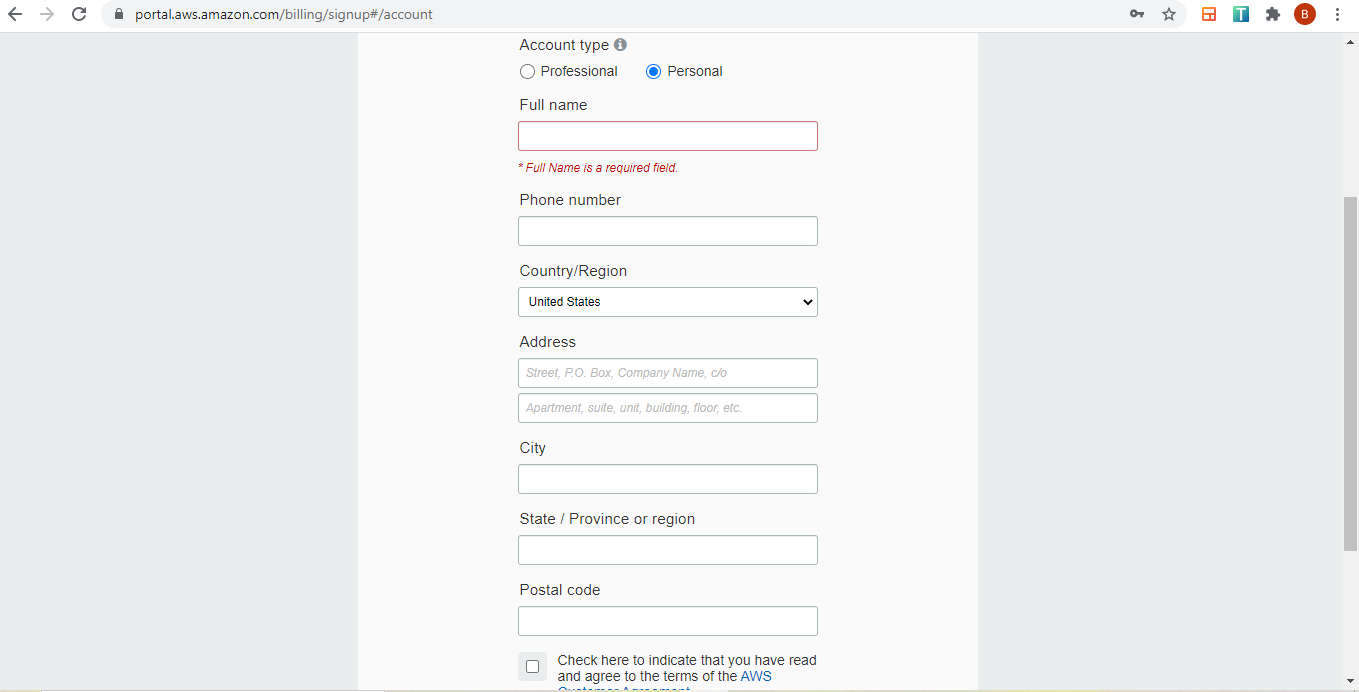 portal.aws.amazon.com/billing/signup#/account
B
Account type
Professional Personal
Full name
* Full Name is a required field.
Phone number
Country/Region
United States
Address
Street, P.O. Box, Company Name, c/o
Apartment, suite, unit, building, floor, etc.
City
State / Province or region
Postal code
Check here to indicate that you have read
and agree to the terms of the AWS
Customer Agreement